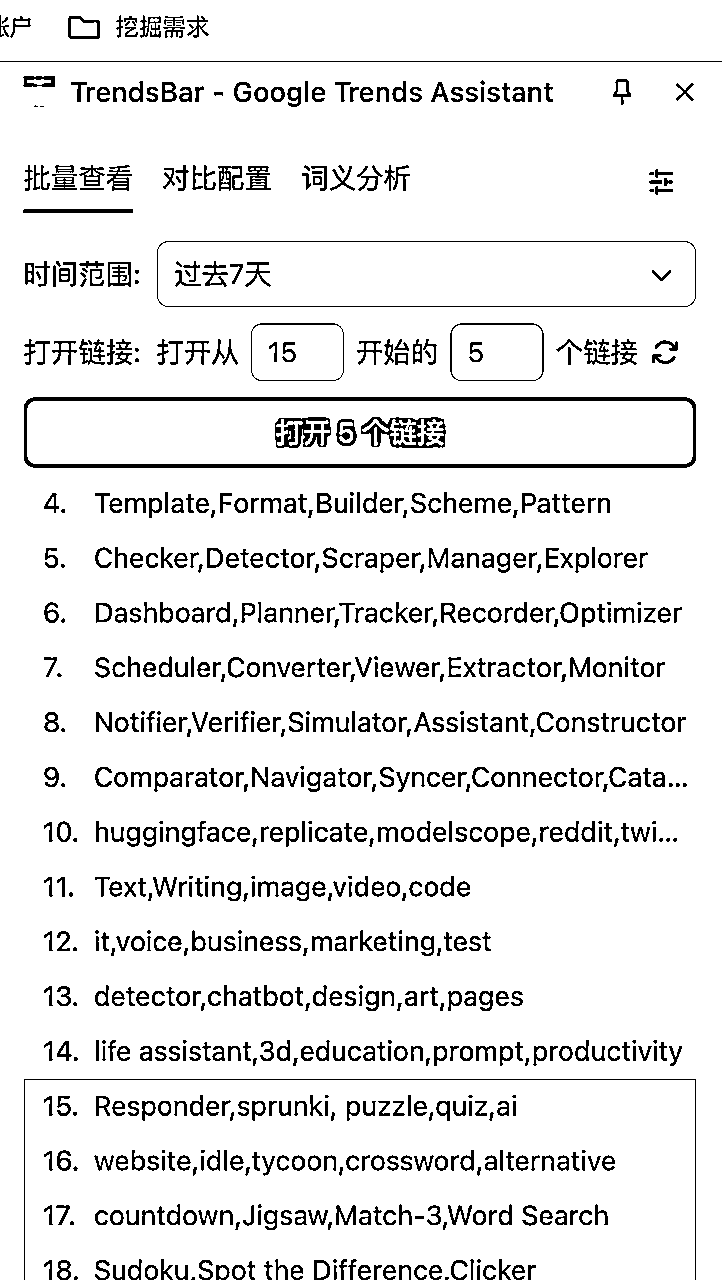 账户 挖掘需求
TrendsBar - Google Trends Assistant
批量查看 对比配置 词义分析
时间范围: 过去7天
打开链接: 打开从 15 开始的 5 个链接
打开 5 个链接
4. Template,Format,Builder,Scheme,Pattern
5. Checker,Detector,Scraper,Manager,Explorer
6. Dashboard,Planner,Tracker,Recorder,Optimizer
7. Scheduler,Converter,Viewer,Extractor,Monitor
8. Notifier,Verifier,Simulator,Assistant,Constructor
9. Comparator,Navigator,Syncer,Connector,Cata...
10. huggingface,replicate,modelscope,reddit,twi...
11. Text,Writing,image,video,code
12. it,voice,business,marketing,test
13. detector,chatbot,design,art,pages
14. life assistant,3d,education,prompt,productivity
15. Responder,sprunki, puzzle,quiz,ai
16. website,idle,tycoon,crossword,alternative
17. countdown,Jigsaw,Match-3,Word Search
18. Sudoku,Spot the Difference,Clicker